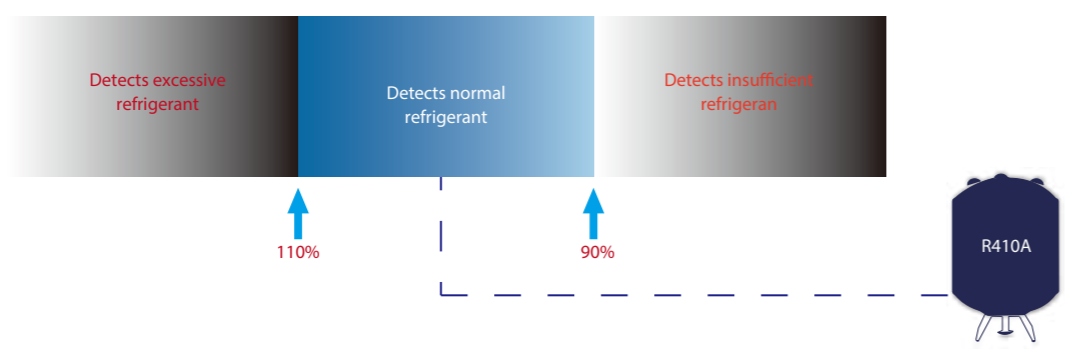 Detects excessive
refrigerant
Detects normal
refrigerant
Detects insufficient
refrigeran
110%
90%
R410A